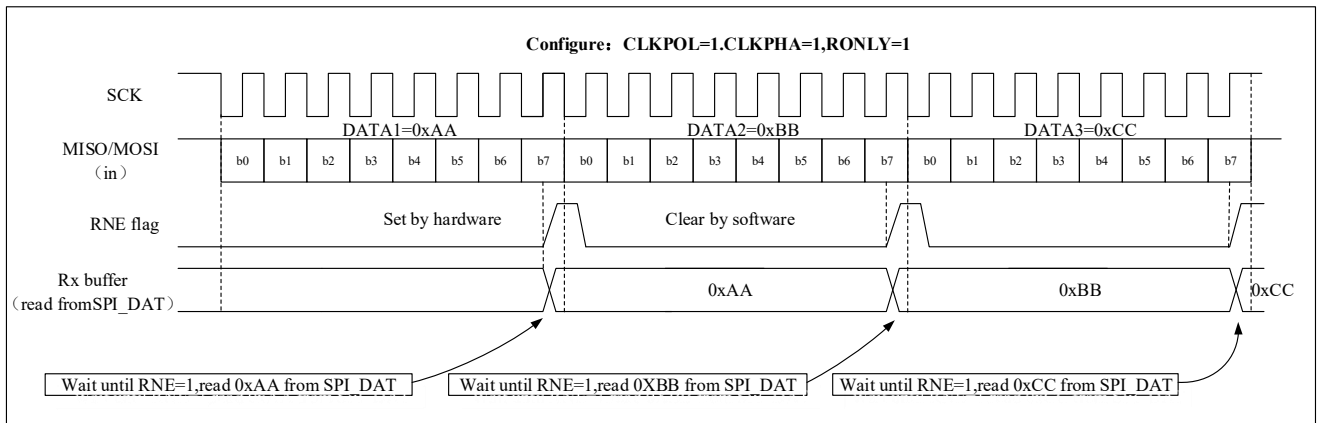 Configure：CLKPOL=1.CLKPHA=1,RONLY=1
SCK
DATA1=0xAA
DATA2=0xBB
DATA3=0xCC
MISO/MOSI
（in）
b0 b1 b2 b3 b4 b5 b6 b7 b0 b1 b2 b3 b4 b5 b6 b7 b0 b1 b2 b3 b4 b5 b6 b7
RNE flag
Set by hardware
Clear by software
Rx buffer
（read fromSPI_DAT）
0xAA
0xBB
0xCC
Wait until RNE=1,read 0xAA from SPI_DAT
Wait until RNE=1,read 0XBB from SPI_DAT
Wait until RNE=1,read 0xCC from SPI_DAT